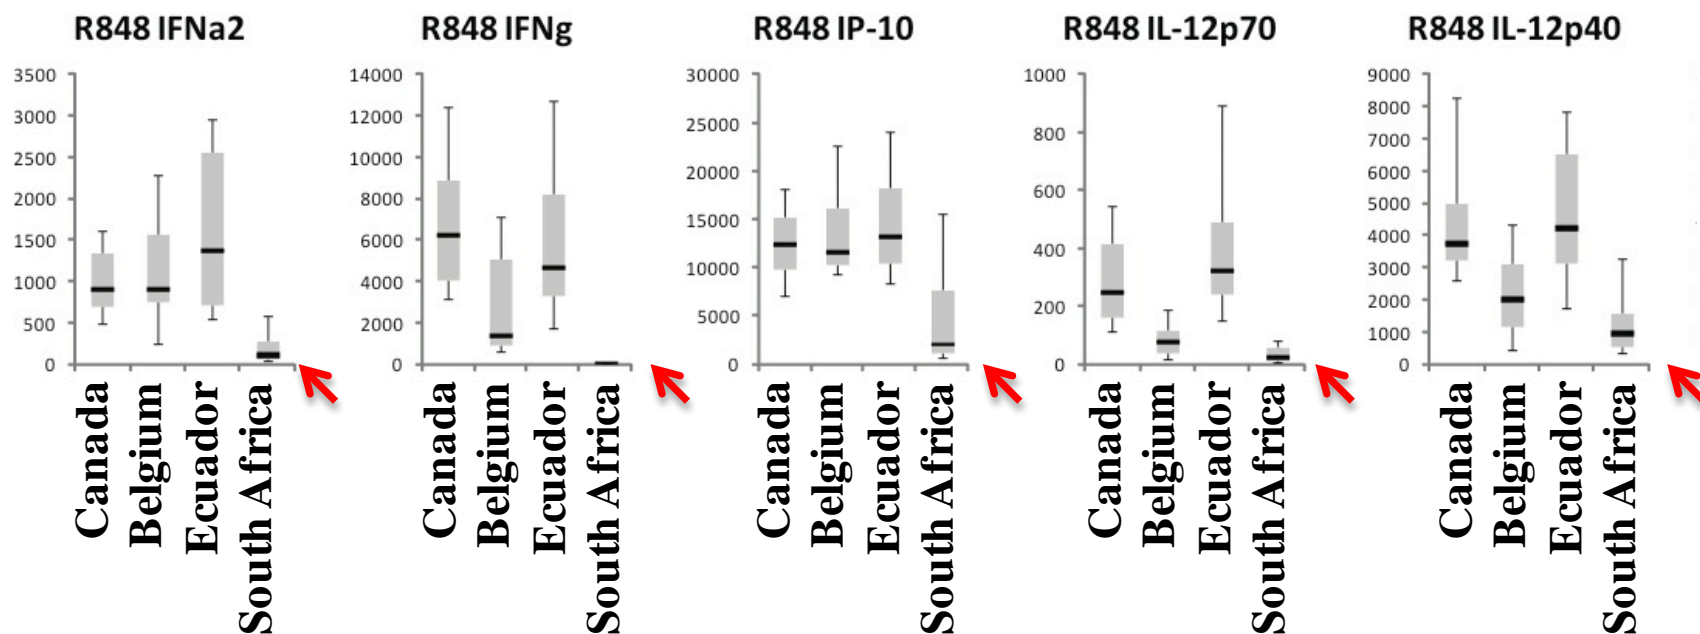 R848 IFNa2
3500
3000
2500
2000
1500
1000
500
0
Canada
Belgium
Ecuador
South Africa
R848 IFNg
14000
12000
10000
8000
6000
4000
2000
0
Canada
Belgium
Ecuador
South Africa
R848 IP-10
30000
25000
20000
15000
10000
5000
0
Canada
Belgium
Ecuador
South Africa
R848 IL-12p70
1000
800
600
400
200
0
Canada
Belgium
Ecuador
South Africa
R848 IL-12p40
9000
8000
7000
6000
5000
4000
3000
2000
1000
0
Canada
Belgium
Ecuador
South Africa